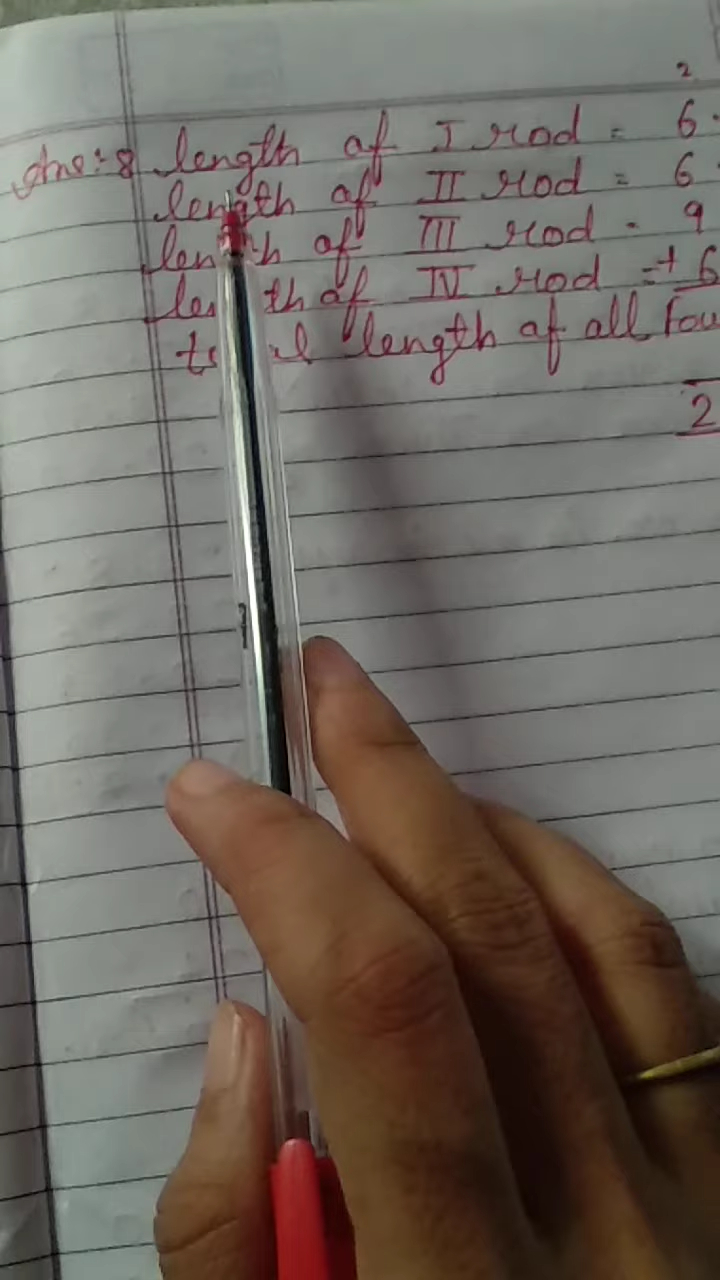 2
Ans:8 length of I rod = 6.
length of II rod = 6
length of III rod = 9
length of IV rod = + 6
total length of all Fou
2